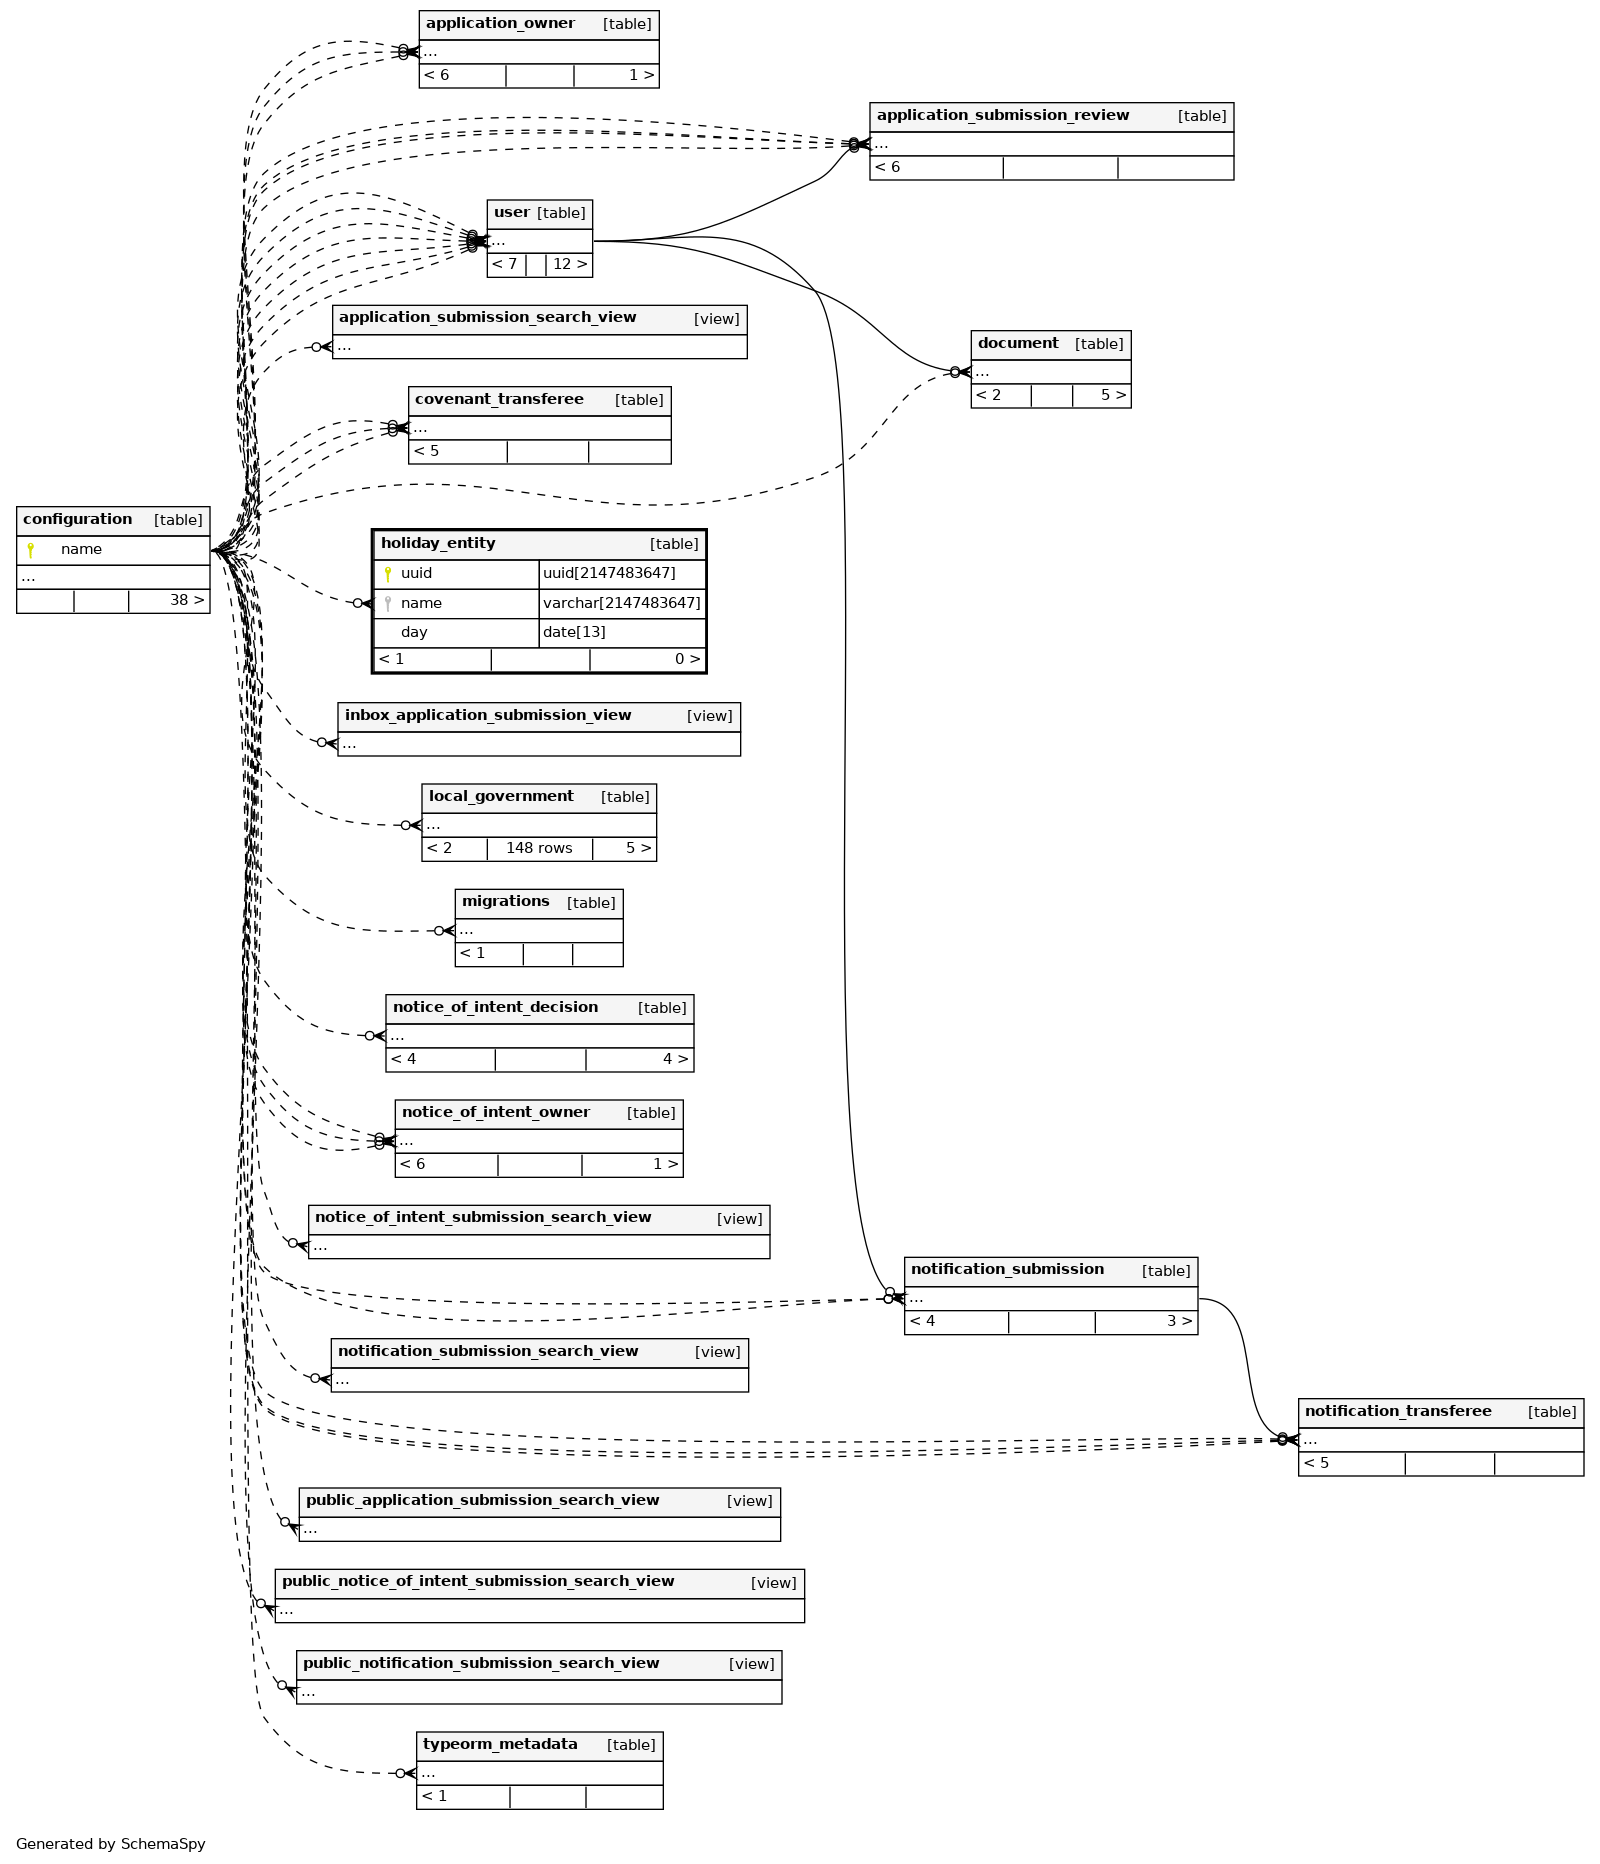 application_owner [table]
...
< 6 1 >
application_submission_review [table]
...
< 6
user [table]
...
< 7 12 >
application_submission_search_view [view]
...
document [table]
...
< 2 5 >
covenant_transferee [table]
...
< 5
configuration [table]
name
...
38 >
holiday_entity [table]
uuid uuid[2147483647]
name varchar[2147483647]
day date[13]
< 1 0 >
inbox_application_submission_view [view]
...
local_government [table]
...
< 2 148 rows 5 >
migrations [table]
...
< 1
notice_of_intent_decision [table]
...
< 4 4 >
notice_of_intent_owner [table]
...
< 6 1 >
notice_of_intent_submission_search_view [view]
...
notification_submission [table]
...
< 4 3 >
notification_submission_search_view [view]
...
notification_transferee [table]
...
< 5
public_application_submission_search_view [view]
...
public_notice_of_intent_submission_search_view [view]
...
public_notification_submission_search_view [view]
...
typeorm_metadata [table]
...
< 1
Generated by SchemaSpy